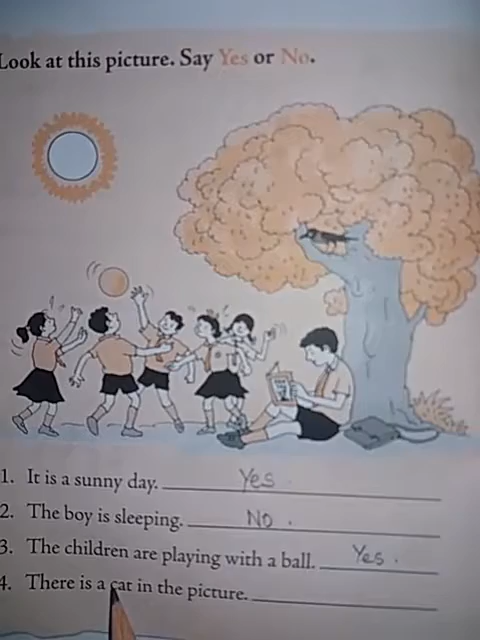 Look at this picture. Say Yes or No.
1. It is a sunny day. Yes.
2. The boy is sleeping. No.
3. The children are playing with a ball. Yes.
4. There is a cat in the picture.